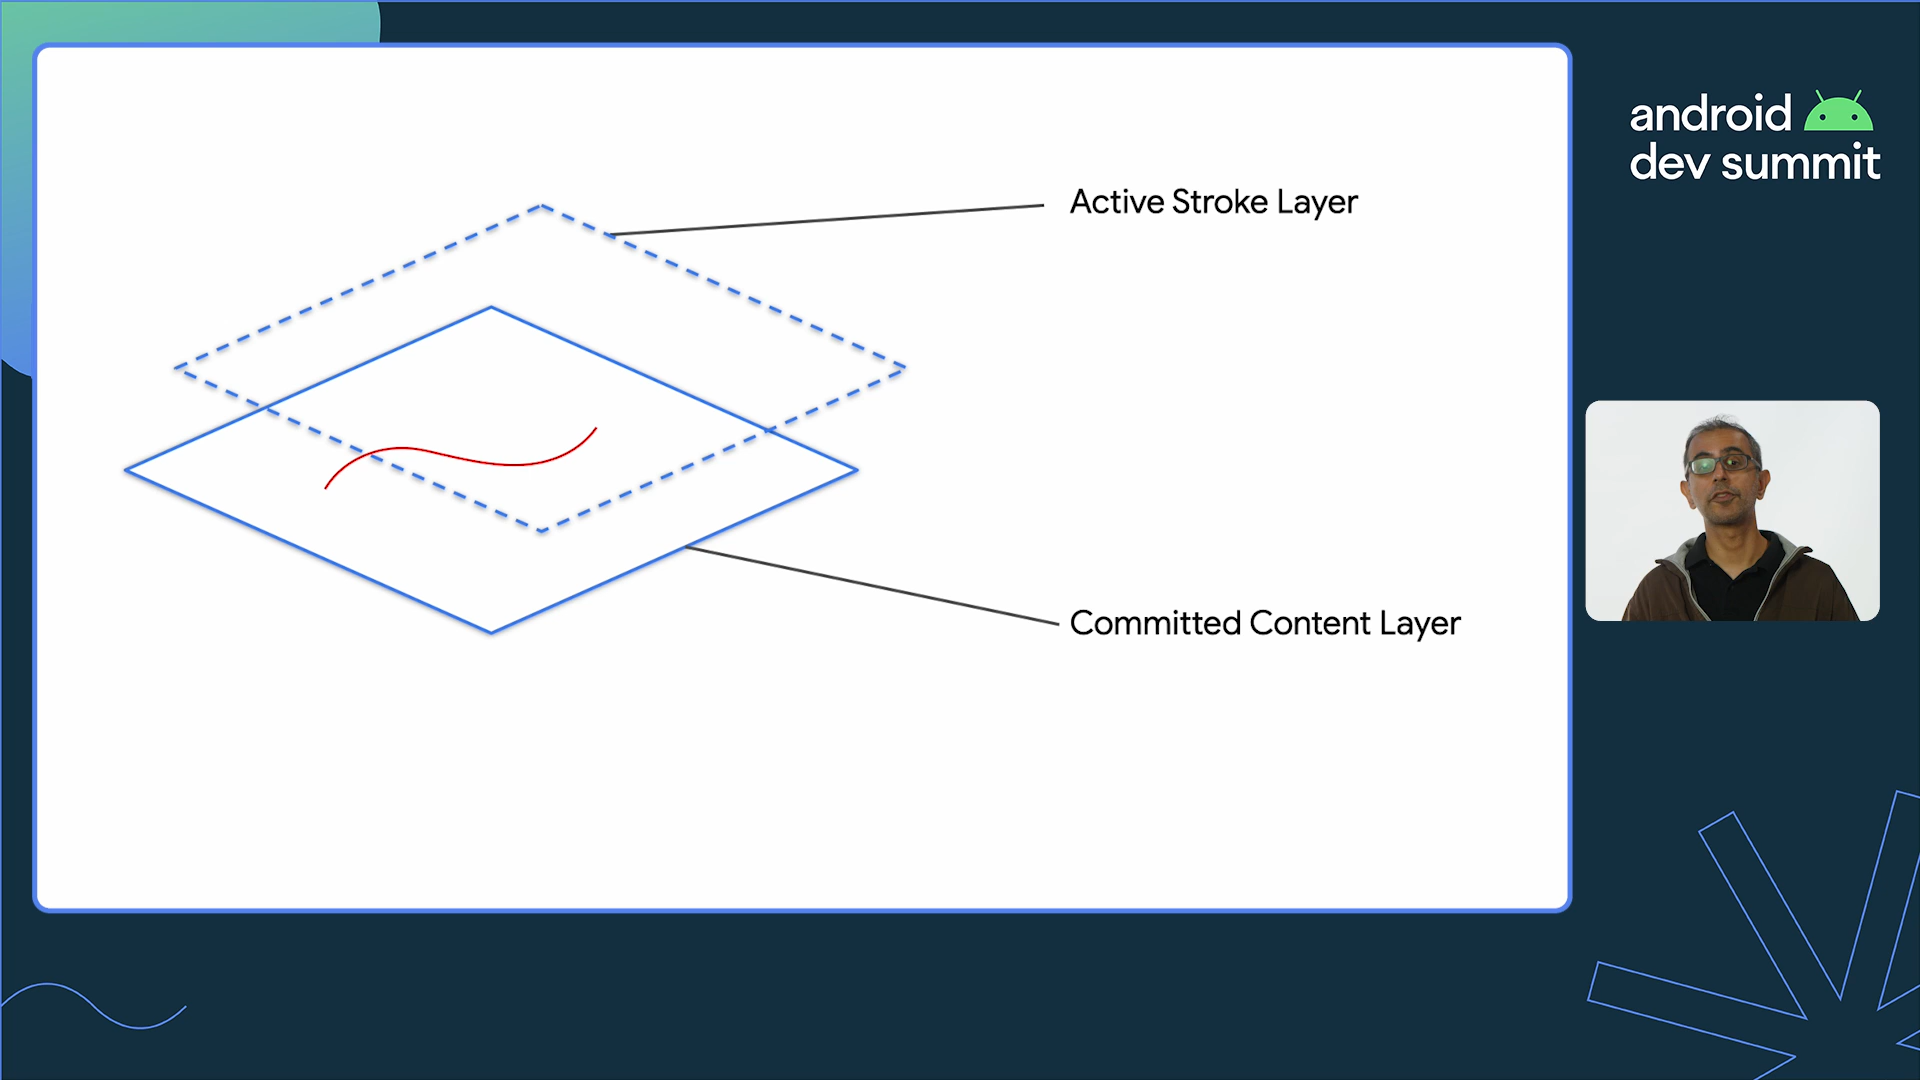 Active Stroke Layer
Committed Content Layer
android
dev summit